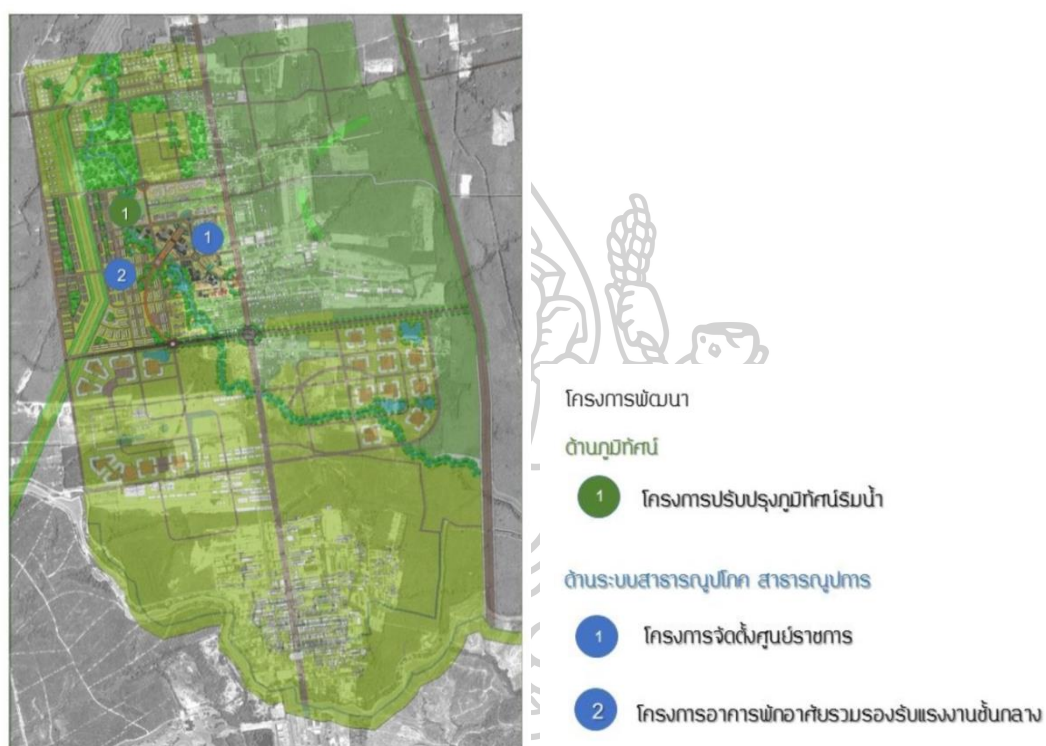 1
1
2
โครงการพัฒนา
ด้านภูมิทัศน์
1 โครงการปรับปรุงภูมิทัศน์ริมน้ำ
ด้านระบบสาธารณูปโภค สาธารณูปการ
1 โครงการจัดตั้งศูนย์ราชการ
2 โครงการอาคารพักอาศัยรวมรองรับแรงงานชั้นกลาง